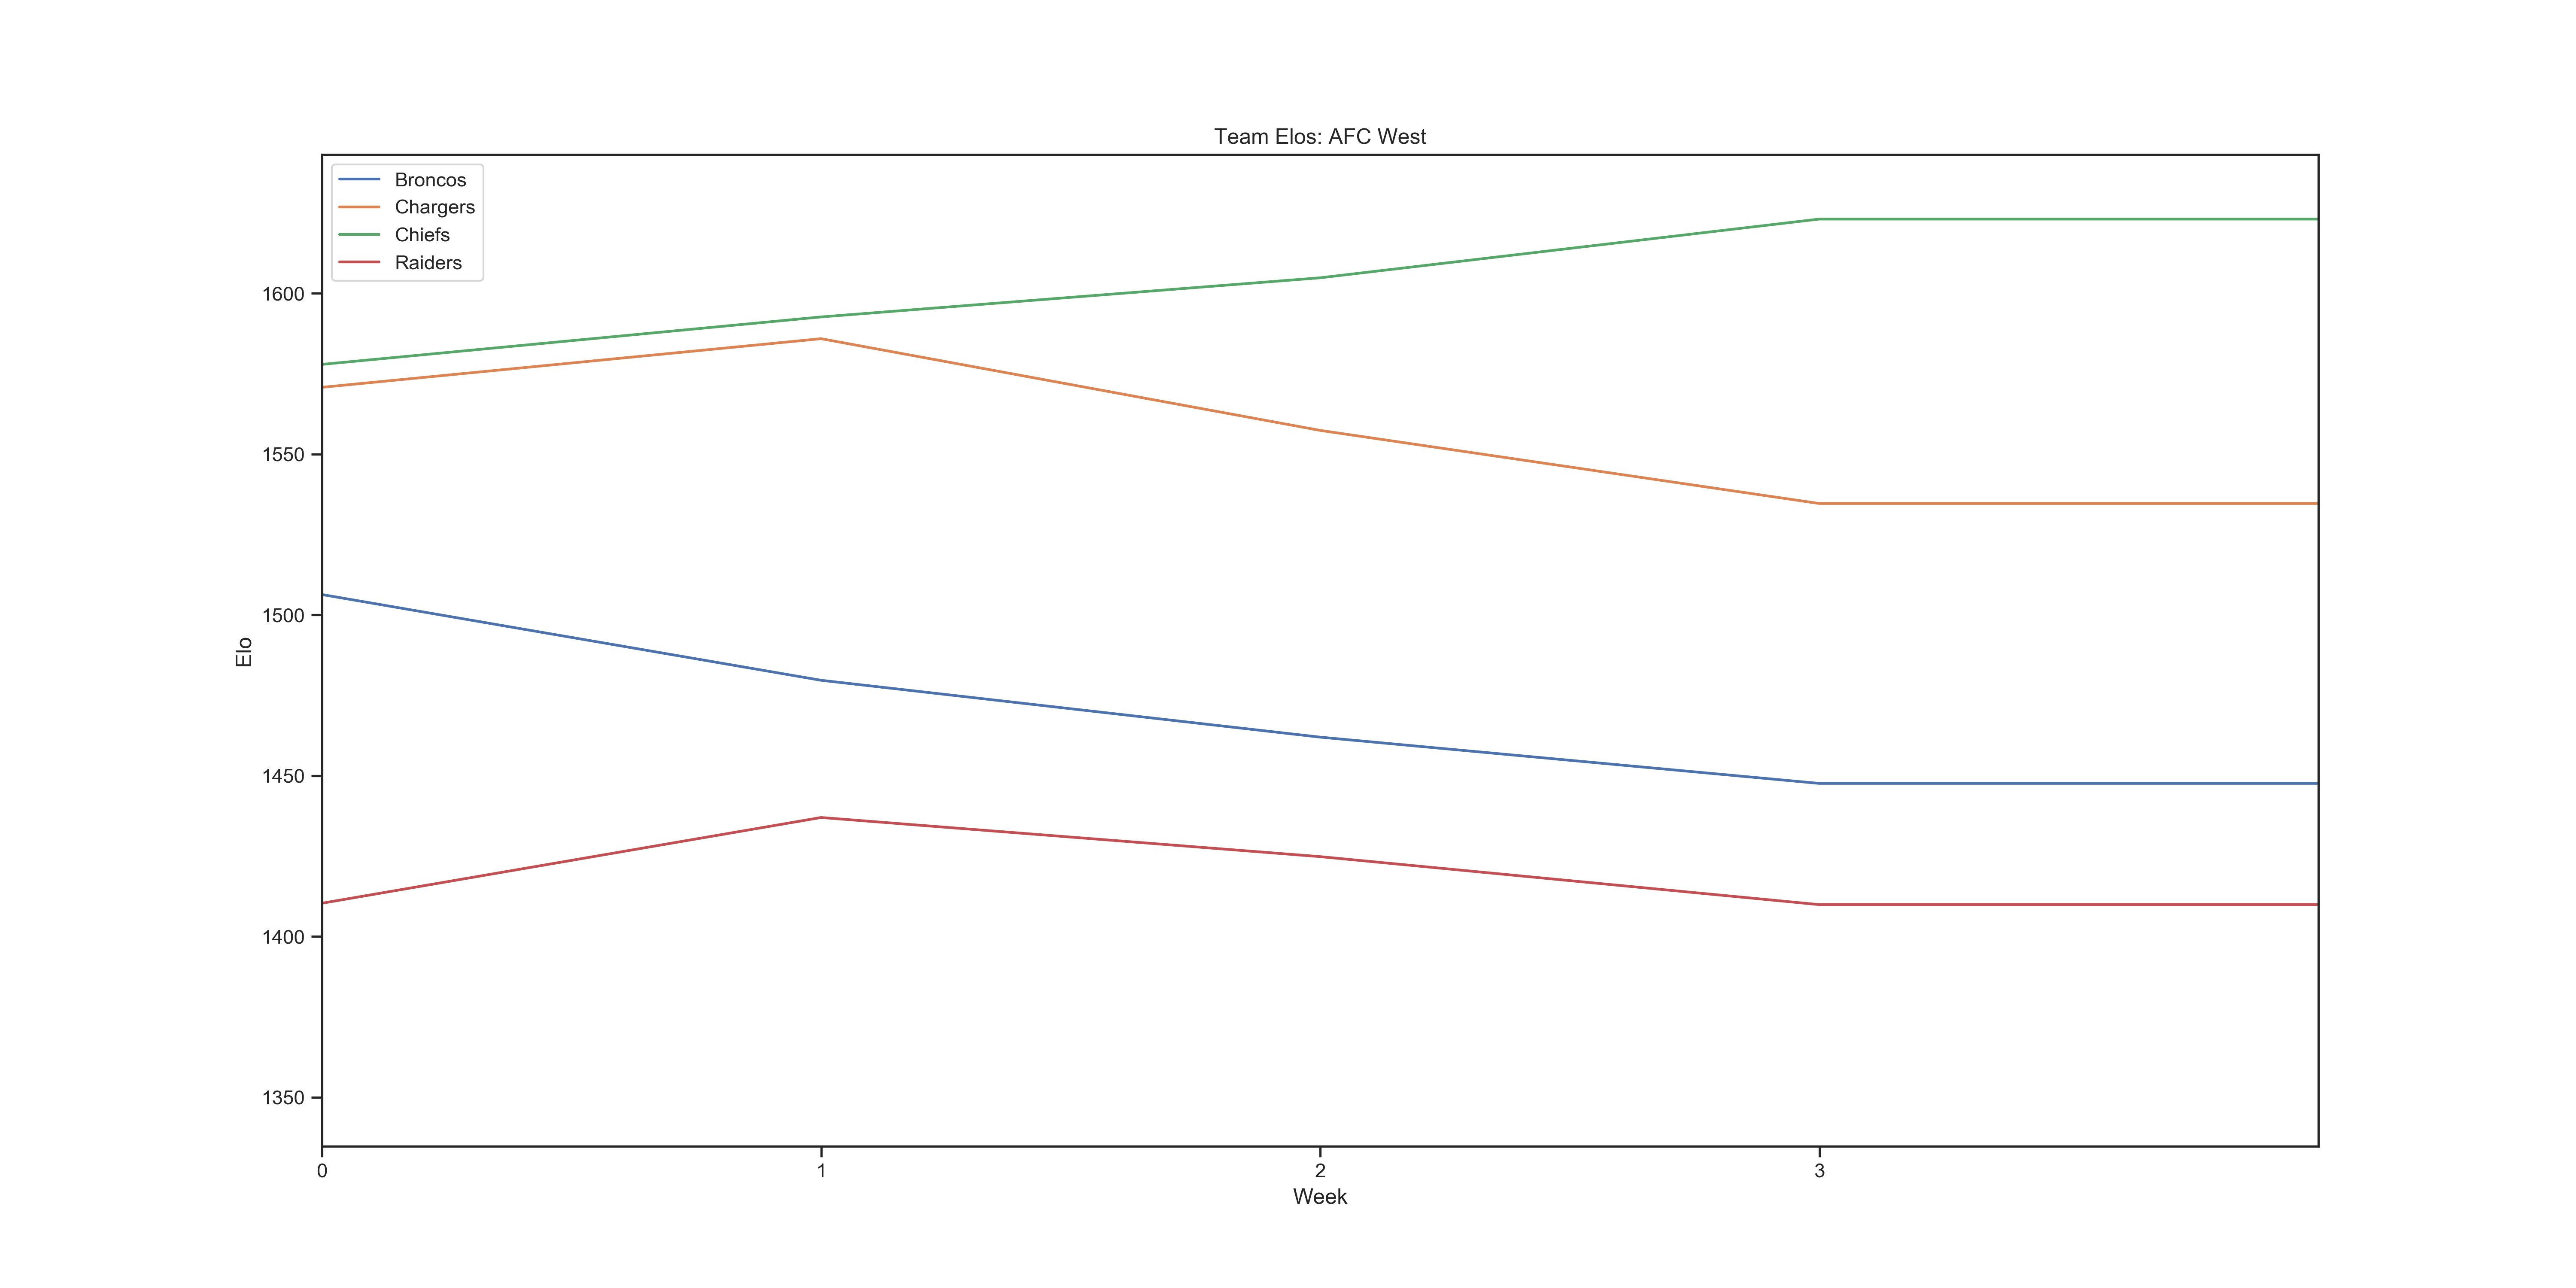 Team Elos: AFC West
Broncos
Chargers
Chiefs
Raiders
1600
1550
1500
1450
1400
1350
Elo
0 1 2 3
Week